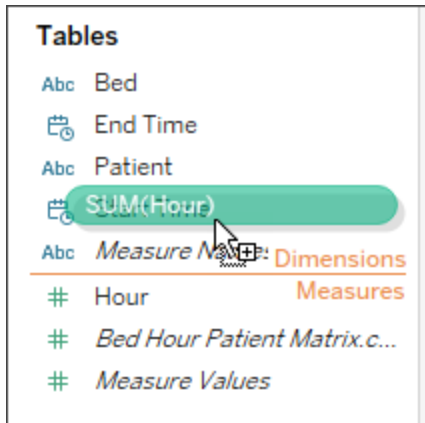 Tables
Abc Bed
End Time
Abc Patient
SUM(Hour)
Abc Measure
Dimensions
# Hour
Measures
# Bed Hour Patient Matrix.c...
# Measure Values